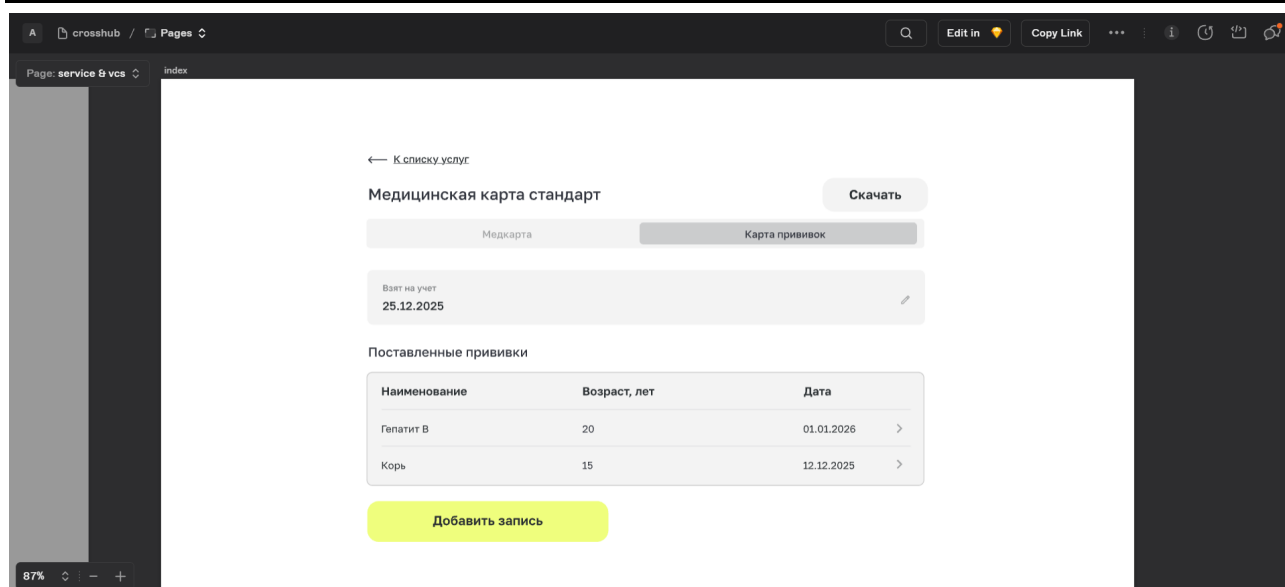 A crosshub / Pages Edit in Copy Link ...
Page: service & vcs index
К списку услуг
Медицинская карта стандарт Скачать
Медкарта Карта прививок
Взят на учет
25.12.2025
Поставленные прививки
Наименование Возраст, лет Дата
Гепатит В 20 01.01.2026
Корь 15 12.12.2025
Добавить запись
87%